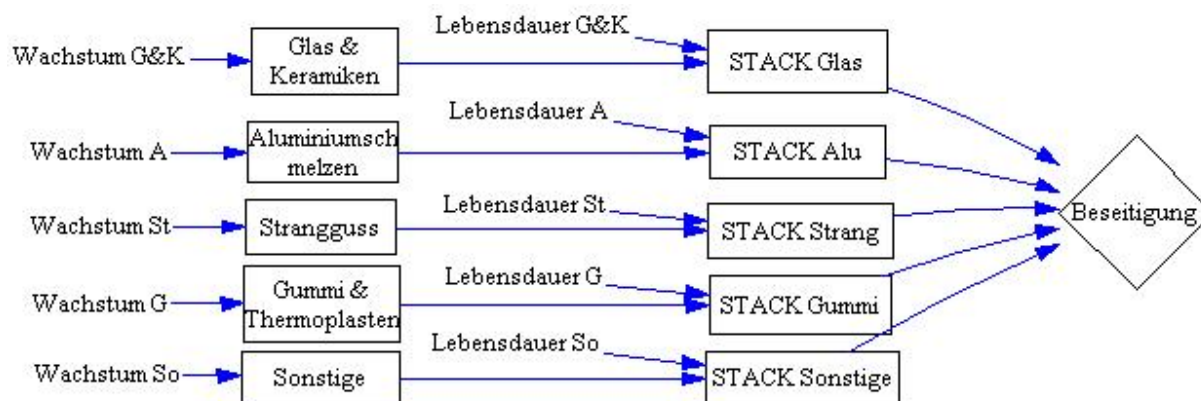 Wachstum G&K
Glas &
Keramiken
Lebensdauer G&K
STACK Glas
Wachstum A
Aluminiumsch
melzen
Lebensdauer A
STACK Alu
Wachstum St
Strangguss
Lebensdauer St
STACK Strang
Beseitigung
Wachstum G
Gummi &
Thermoplasten
Lebensdauer G
STACK Gummi
Wachstum So
Sonstige
Lebensdauer So
STACK Sonstige